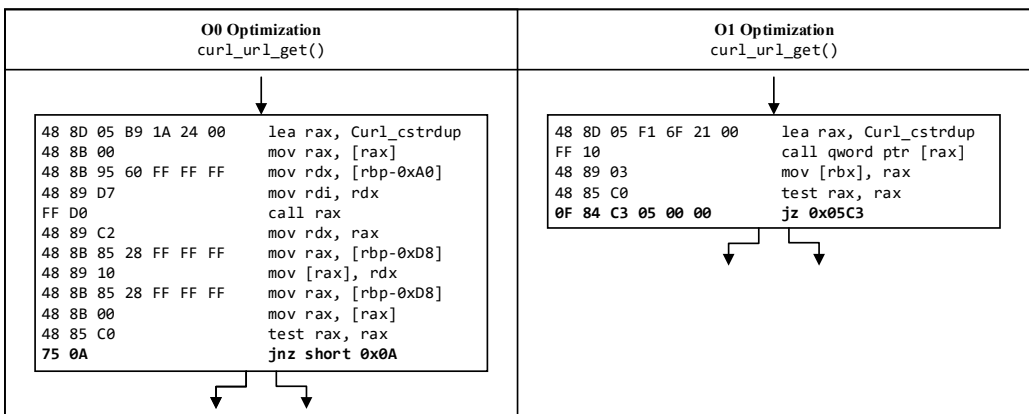 O0 Optimization
curl_url_get()
48 8D 05 B9 1A 24 00 lea rax, Curl_cstrdup
48 8B 00 mov rax, [rax]
48 8B 95 60 FF FF FF mov rdx, [rbp-0xA0]
48 89 D7 mov rdi, rdx
FF D0 call rax
48 89 C2 mov rdx, rax
48 8B 85 28 FF FF FF mov rax, [rbp-0xD8]
48 89 10 mov [rax], rdx
48 8B 85 28 FF FF FF mov rax, [rbp-0xD8]
48 8B 00 mov rax, [rax]
48 85 C0 test rax, rax
75 0A jnz short 0x0A
O1 Optimization
curl_url_get()
48 8D 05 F1 6F 21 00 lea rax, Curl_cstrdup
FF 10 call qword ptr [rax]
48 89 03 mov [rbx], rax
48 85 C0 test rax, rax
0F 84 C3 05 00 00 jz 0x05C3